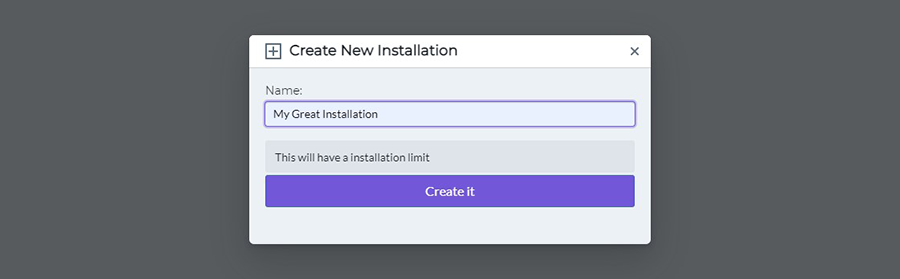 Create New Installation
Name:
My Great Installation
This will have a installation limit
Create it